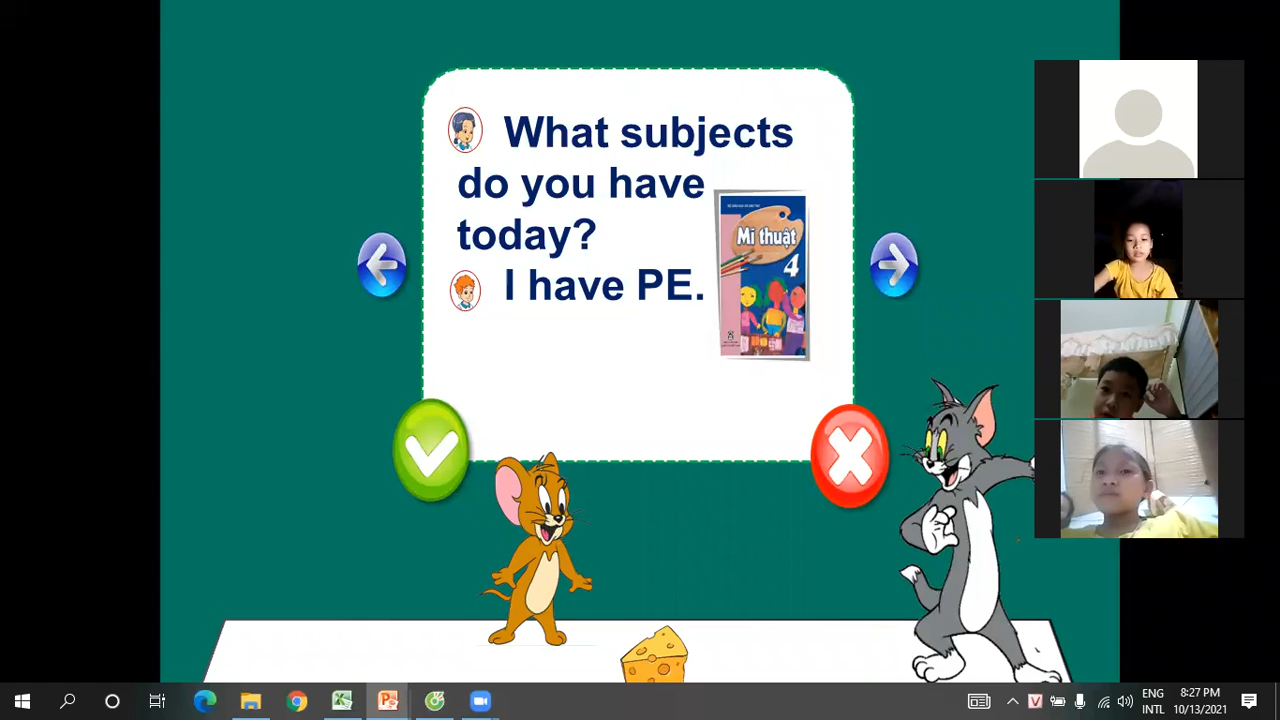 What subjects
do you have
today?
I have PE.
Mĩ thuật
4
ENG
INTL
8:27 PM
10/13/2021